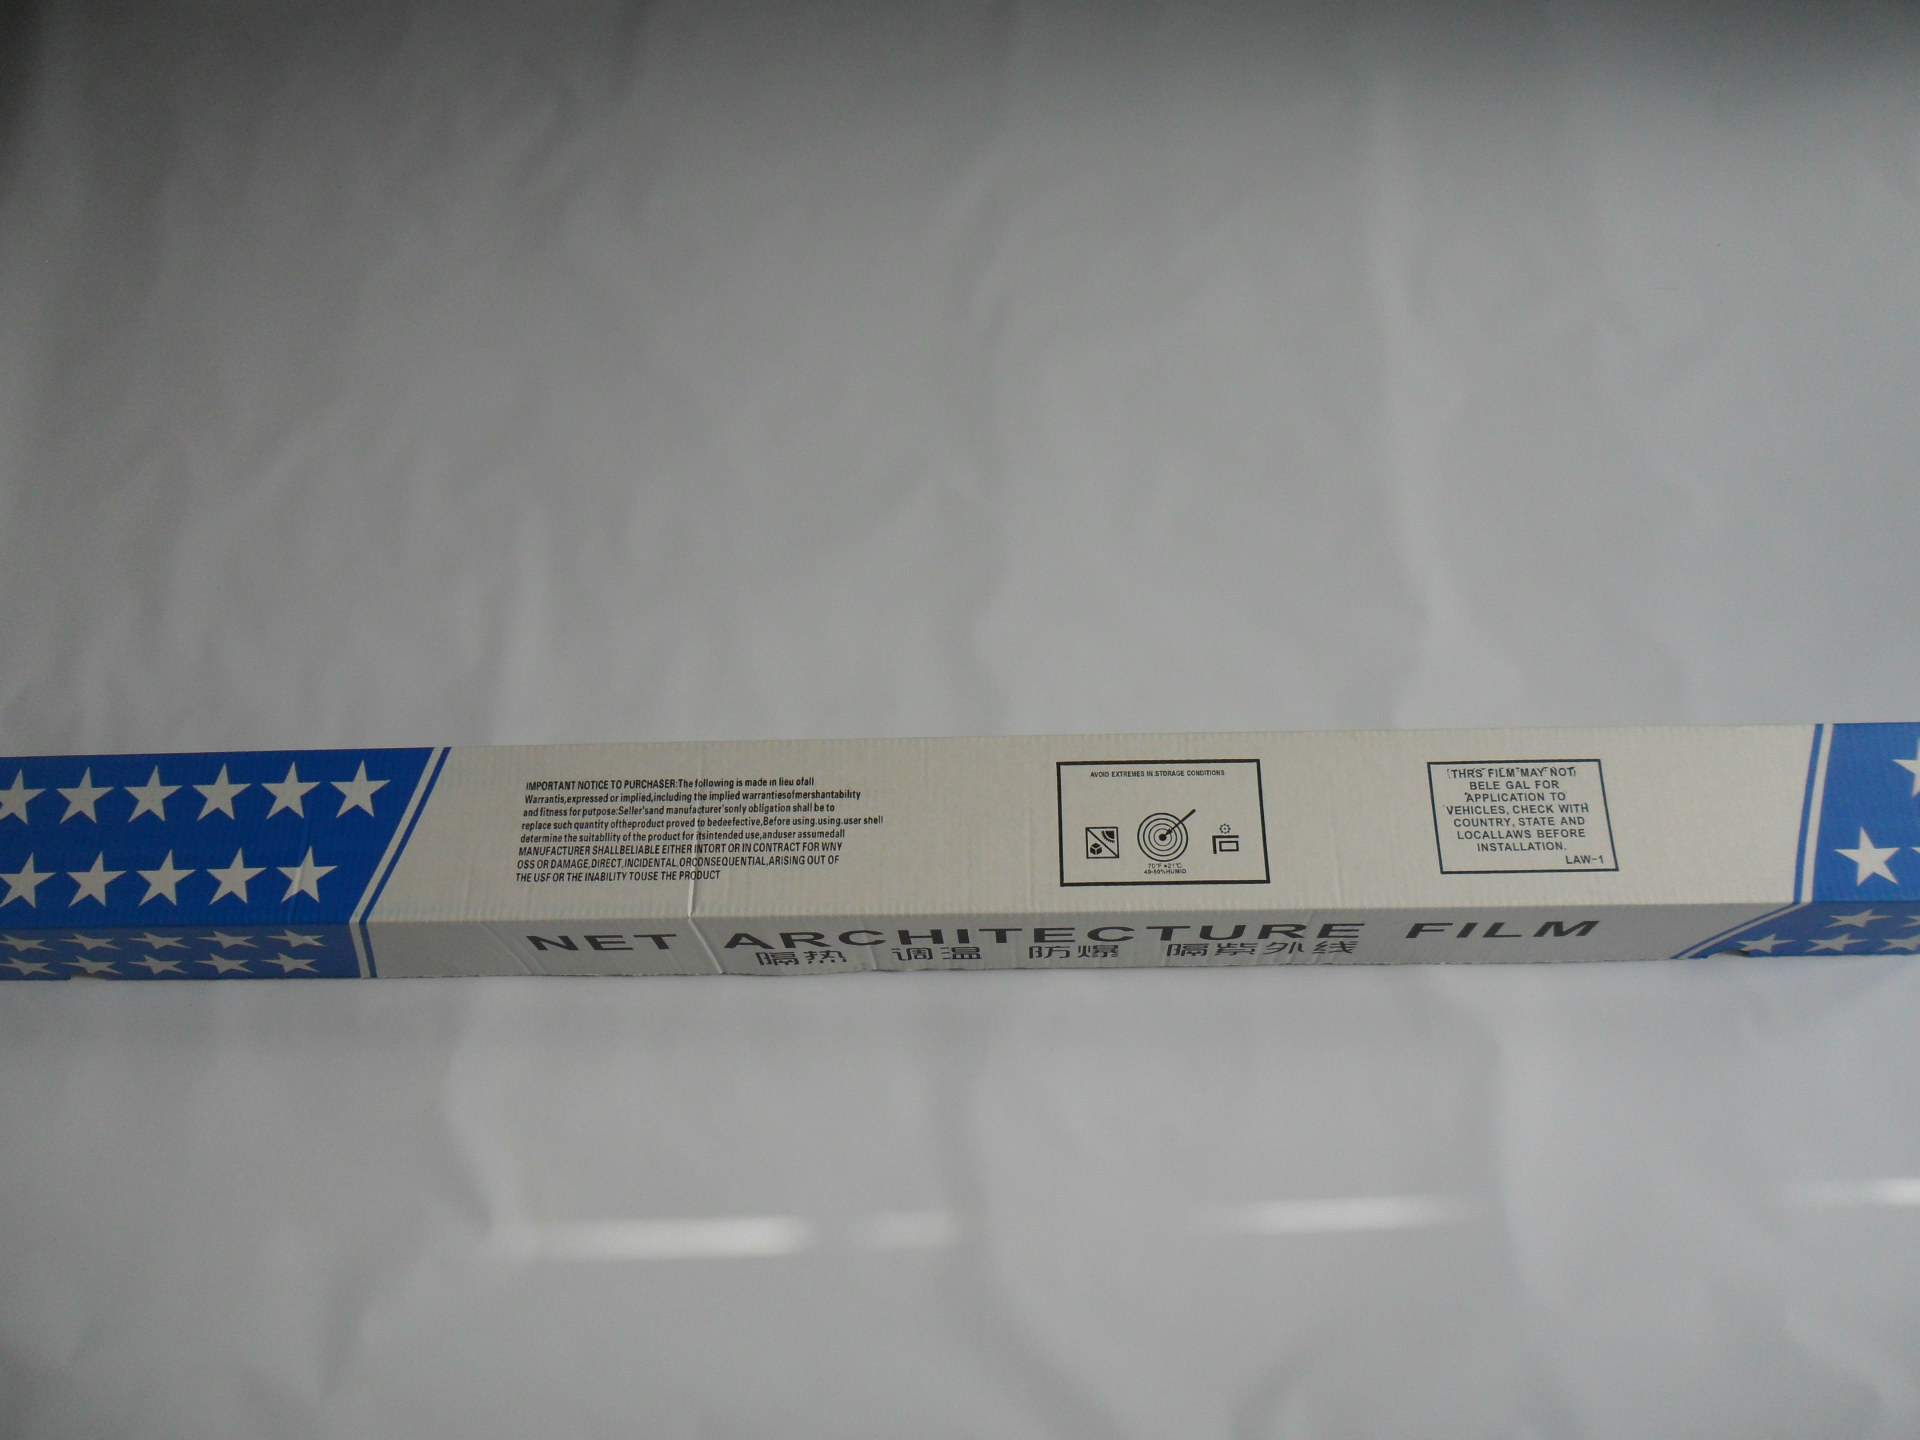 IMPORTANT NOTICE TO PURCHASER:The following is made in lieu ofall
Warrantis,expressed or implied,including the implied warrantiesofmershantability
and fitness for putpose:Seller'sand manufacturer'sonly obligation shall be to
replace such quantity oftheproduct proved to bedeefective,Before using.using.user shell
determine the suitability of the product for itsintended use,anduser assumedall
MANUFACTURER SHALLBELIABLE EITHER INTORT OR IN CONTRACT FOR WNY
OSS OR DAMAGE.DIRECT,INCIDENTAL,ORCONSEQUENTIAL,ARISING OUT OF
THE USF OR THE INABILITY TOUSE THE PRODUCT
AVOID EXTREMES IN STORAGE CONDITIONS
70°F •21°C
40-60%HUMID
THRS FILM MAY NOT
BELE GAL FOR
APPLICATION TO
VEHICLES, CHECK WITH
COUNTRY, STATE AND
LOCALLAWS BEFORE
INSTALLATION.
LAW-1
NET ARCHITECTURE FILM
隔热 调温 防爆 隔紫外线